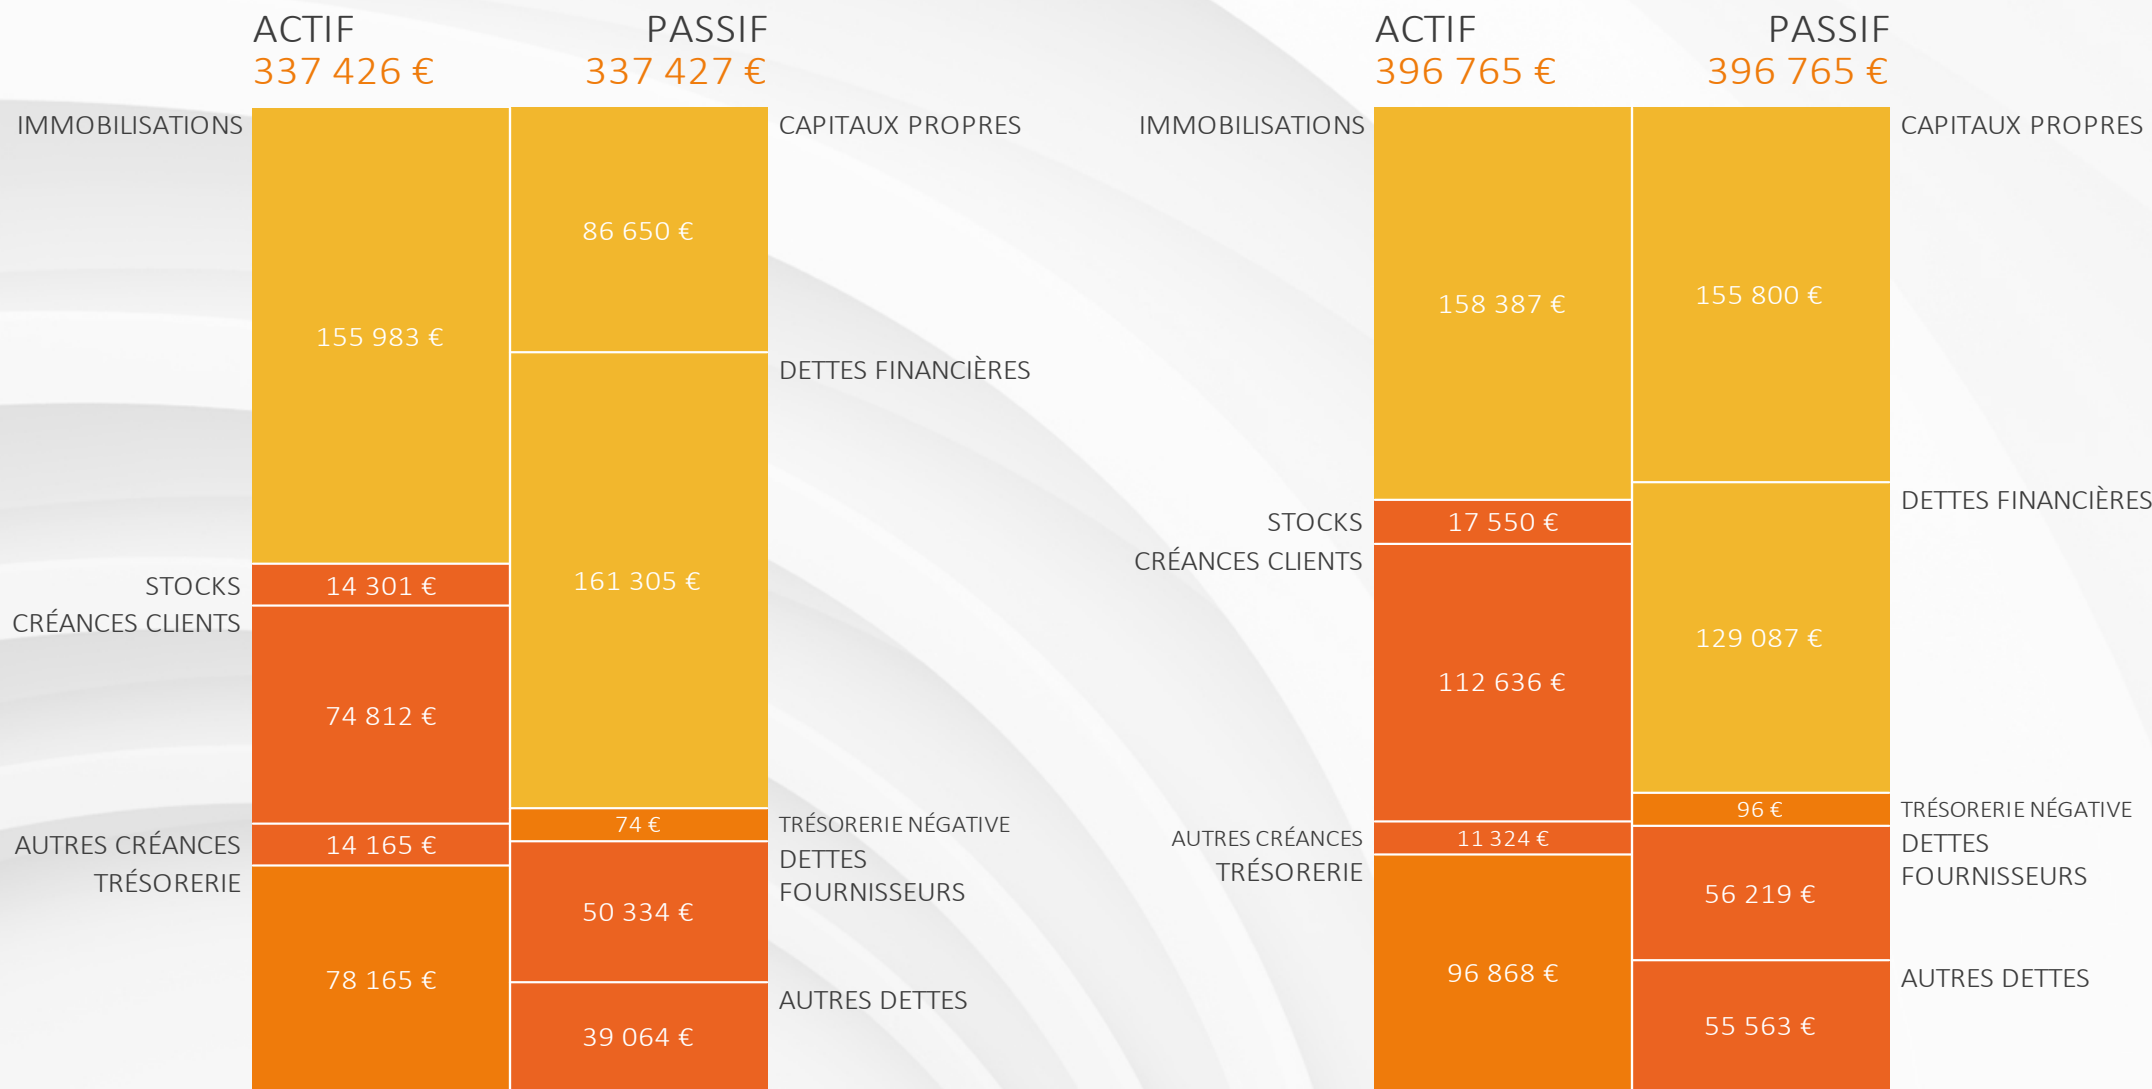 ACTIF
337 426 €
PASSIF
337 427 €
IMMOBILISATIONS
155 983 €
STOCKS
14 301 €
CRÉANCES CLIENTS
74 812 €
AUTRES CRÉANCES
14 165 €
TRÉSORERIE
78 165 €
CAPITAUX PROPRES
86 650 €
DETTES FINANCIÈRES
161 305 €
TRÉSORERIE NÉGATIVE
74 €
DETTES
FOURNISSEURS
50 334 €
AUTRES DETTES
39 064 €
ACTIF
396 765 €
PASSIF
396 765 €
IMMOBILISATIONS
158 387 €
STOCKS
17 550 €
CRÉANCES CLIENTS
112 636 €
AUTRES CRÉANCES
11 324 €
TRÉSORERIE
96 868 €
CAPITAUX PROPRES
155 800 €
DETTES FINANCIÈRES
129 087 €
TRÉSORERIE NÉGATIVE
96 €
DETTES
FOURNISSEURS
56 219 €
AUTRES DETTES
55 563 €